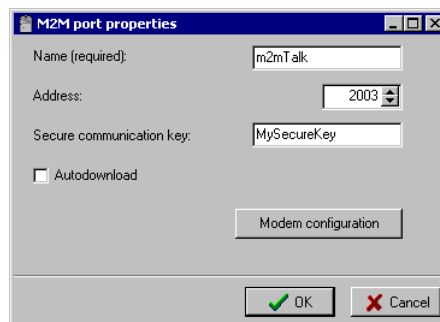 M2M port properties
Name (required): m2mTalk
Address: 2003
Secure communication key: MySecureKey
Autodownload
Modem configuration
OK Cancel